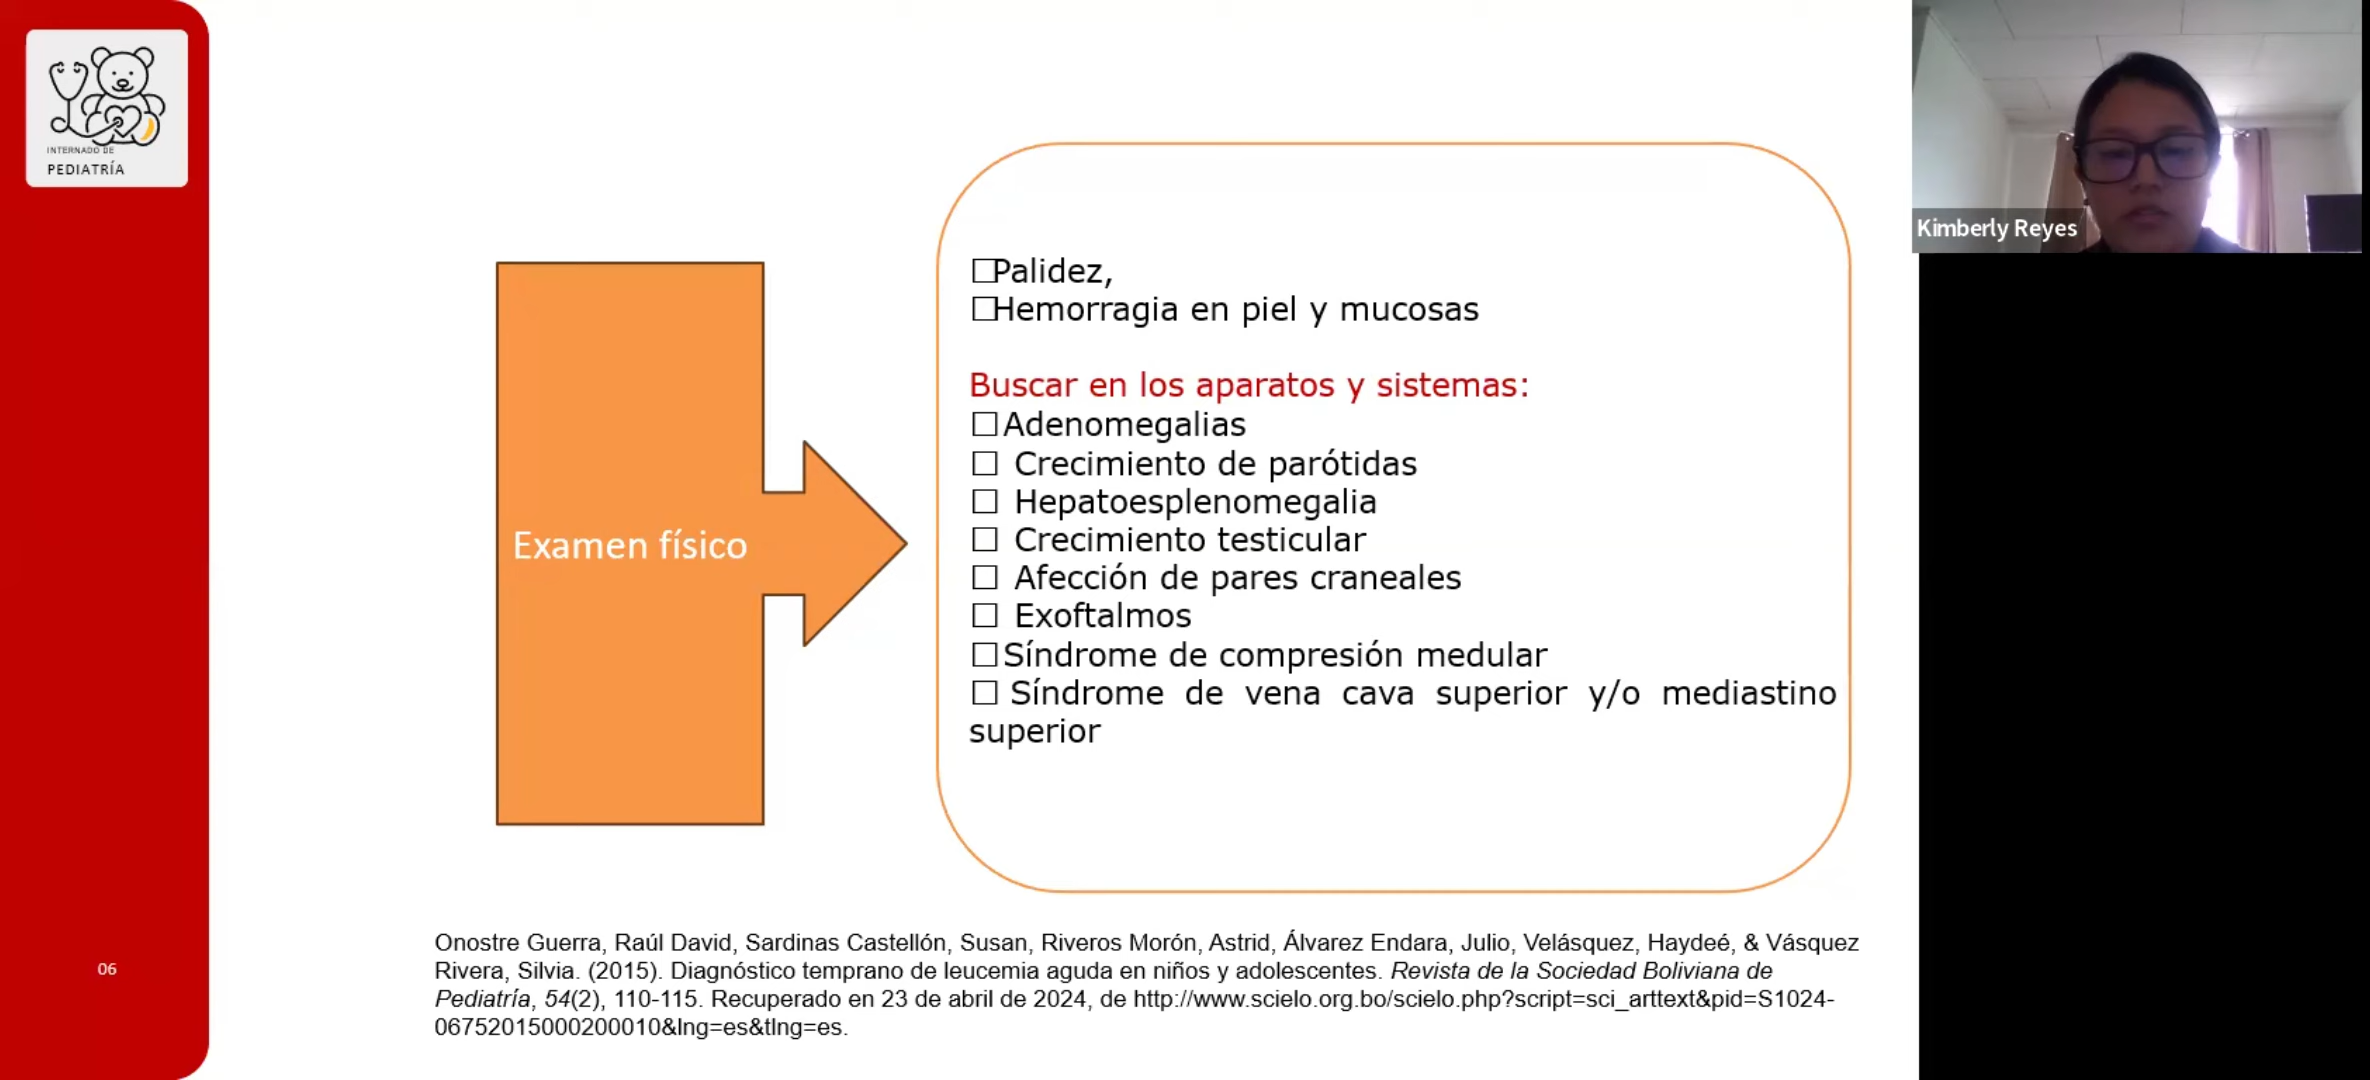 INTERNADO DE
PEDIATRÍA
Kimberly Reyes
Examen físico
☐Palidez,
☐Hemorragia en piel y mucosas
Buscar en los aparatos y sistemas:
☐Adenomegalias
☐ Crecimiento de parótidas
☐ Hepatoesplenomegalia
☐ Crecimiento testicular
☐ Afección de pares craneales
☐ Exoftalmos
☐Síndrome de compresión medular
☐ Síndrome de vena cava superior y/o mediastino
superior
Onostre Guerra, Raúl David, Sardinas Castellón, Susan, Riveros Morón, Astrid, Álvarez Endara, Julio, Velásquez, Haydeé, & Vásquez
Rivera, Silvia. (2015). Diagnóstico temprano de leucemia aguda en niños y adolescentes. Revista de la Sociedad Boliviana de
Pediatría, 54(2), 110-115. Recuperado en 23 de abril de 2024, de http://www.scielo.org.bo/scielo.php?script=sci_arttext&pid=S1024-
06752015000200010&lng=es&tlng=es.
06